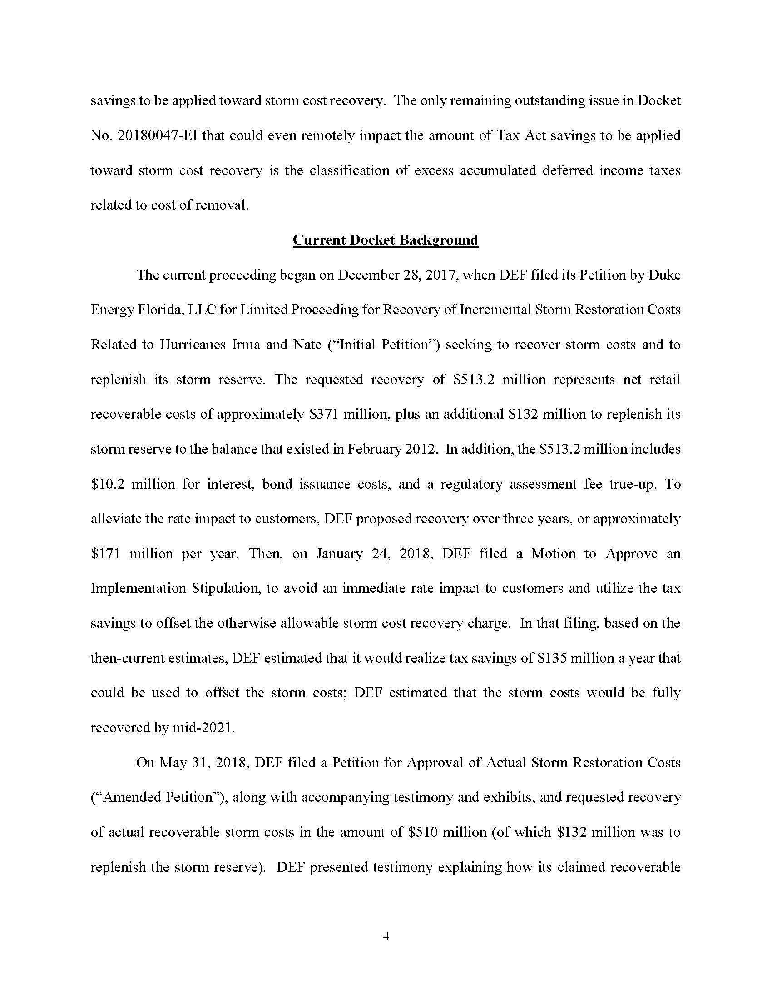 savings to be applied toward storm cost recovery.  The only remaining outstanding issue in Docket
No. 20180047-EI that could even remotely impact the amount of Tax Act savings to be applied
toward storm cost recovery is the classification of excess accumulated deferred income taxes
related to cost of removal.
Current Docket Background
The current proceeding began on December 28, 2017, when DEF filed its Petition by Duke
Energy Florida, LLC for Limited Proceeding for Recovery of Incremental Storm Restoration Costs
Related to Hurricanes Irma and Nate (“Initial Petition”) seeking to recover storm costs and to
replenish its storm reserve. The requested recovery of $513.2 million represents net retail
recoverable costs of approximately $371 million, plus an additional $132 million to replenish its
storm reserve to the balance that existed in February 2012.  In addition, the $513.2 million includes
$10.2 million for interest, bond issuance costs, and a regulatory assessment fee true-up. To
alleviate the rate impact to customers, DEF proposed recovery over three years, or approximately
$171 million per year. Then, on January 24, 2018, DEF filed a Motion to Approve an
Implementation Stipulation, to avoid an immediate rate impact to customers and utilize the tax
savings to offset the otherwise allowable storm cost recovery charge.  In that filing, based on the
then-current estimates, DEF estimated that it would realize tax savings of $135 million a year that
could be used to offset the storm costs; DEF estimated that the storm costs would be fully
recovered by mid-2021.
On May 31, 2018, DEF filed a Petition for Approval of Actual Storm Restoration Costs
(“Amended Petition”), along with accompanying testimony and exhibits, and requested recovery
of actual recoverable storm costs in the amount of $510 million (of which $132 million was to
replenish the storm reserve).  DEF presented testimony explaining how its claimed recoverable
4